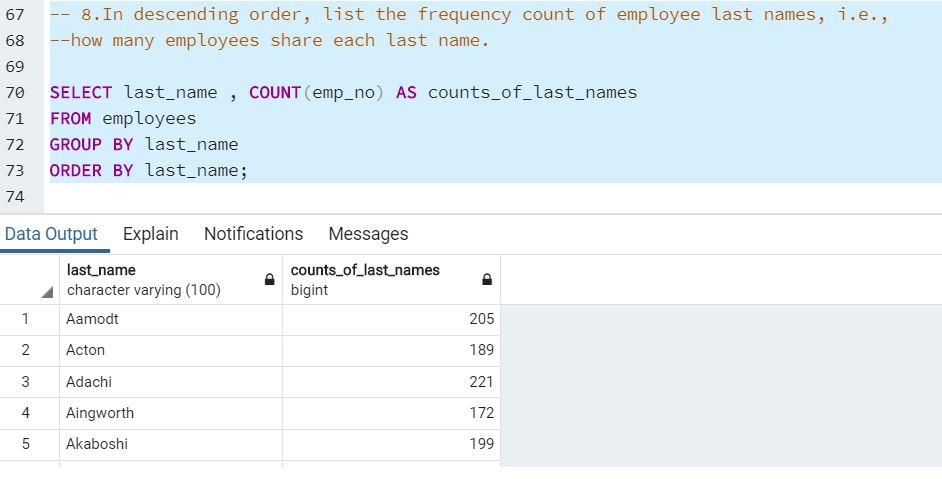 67 -- 8.In descending order, list the frequency count of employee last names, i.e.,
68 --how many employees share each last name.
69
70 SELECT last_name , COUNT(emp_no) AS counts_of_last_names
71 FROM employees
72 GROUP BY last_name
73 ORDER BY last_name;
74
Data Output Explain Notifications Messages
last_name counts_of_last_names
character varying (100) bigint
1 Aamodt 205
2 Acton 189
3 Adachi 221
4 Aingworth 172
5 Akaboshi 199